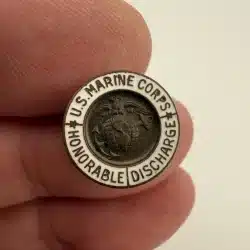 U.S. MARINE CORPS
HONORABLE DISCHARGE